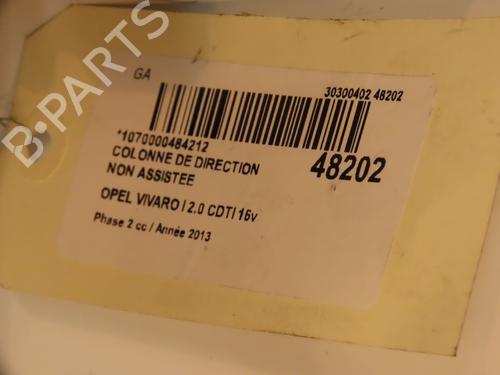 GA
30300402 48202
*1070000484212
COLONNE DE DIRECTION
NON ASSISTEE
48202
OPEL VIVARO I 2.0 CDTI 16v
Phase 2 cc / Année 2013
B-PARTS